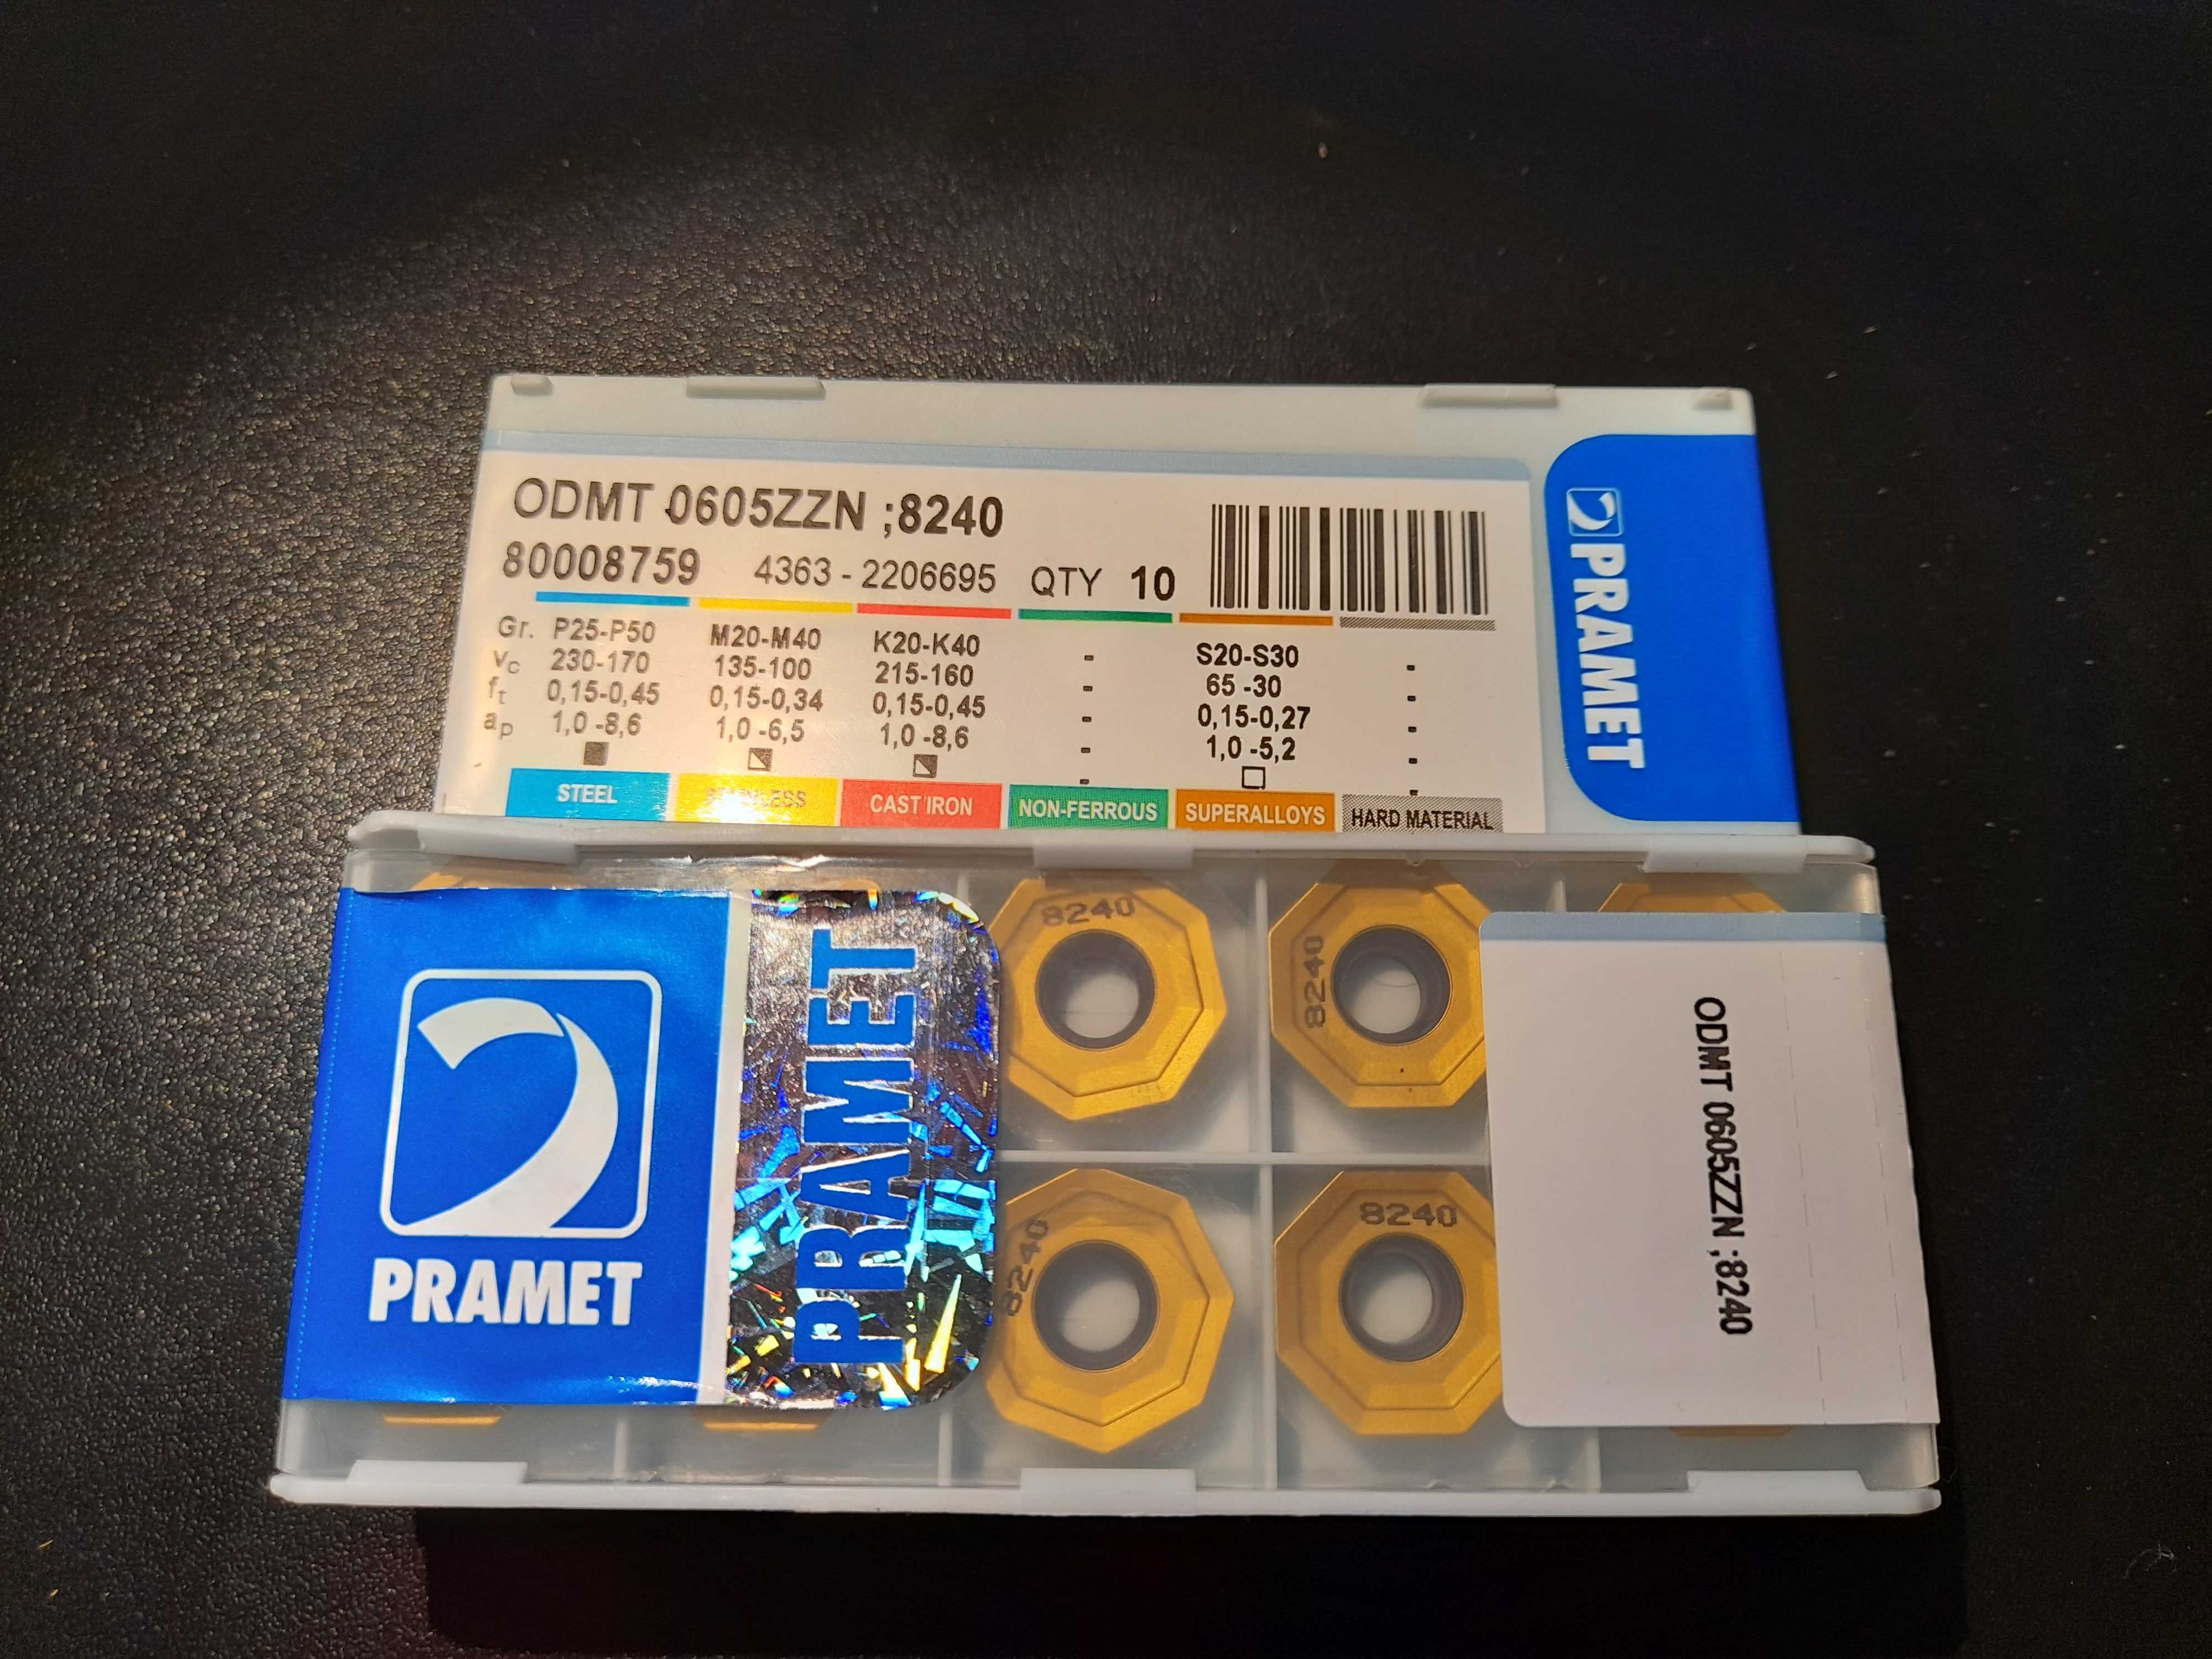 ODMT 0605ZZN ;8240
80008759 4363 - 2206695 QTY 10
Gr. P25-P50 M20-M40 K20-K40 - S20-S30 -
vc 230-170 135-100 215-160 - 65 -30 -
ft 0,15-0,45 0,15-0,34 0,15-0,45 - 0,15-0,27 -
ap 1,0 -8,6 1,0 -6,5 1,0 -8,6 - 1,0 -5,2 -
- -
STEEL STAINLESS CAST IRON NON-FERROUS SUPERALLOYS HARD MATERIAL
PRAMET
PRAMET
PRAMET
8240
8240
8240
8240
ODMT 0605ZZN ;8240